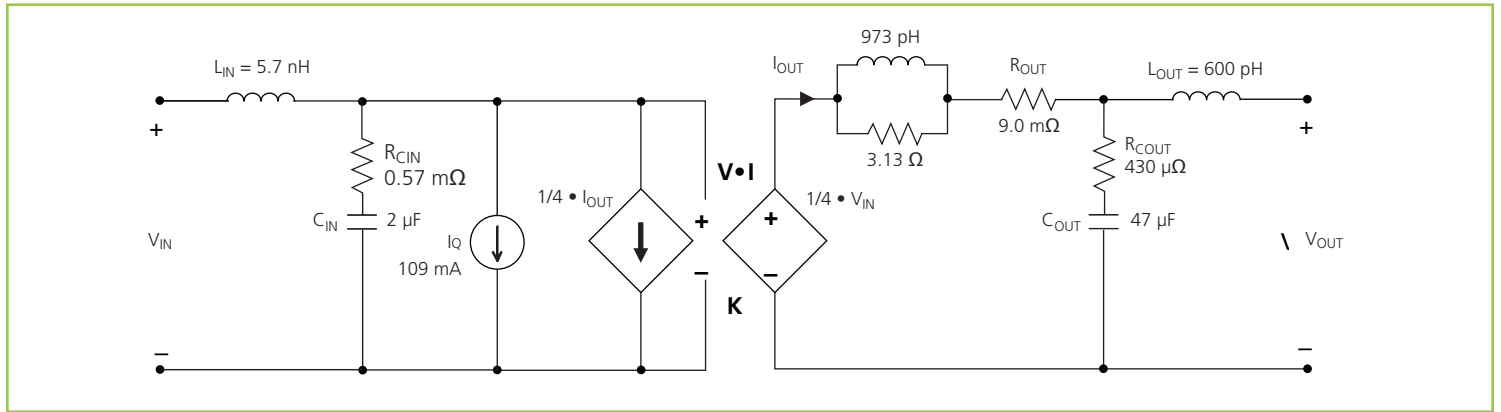 L_IN = 5.7 nH
+
R_CIN
0.57 mΩ
C_IN
2 µF
V_IN
I_Q
109 mA
–
1/4 • I_OUT
V•I
+
–
K
+
–
1/4 • V_IN
I_OUT
973 pH
3.13 Ω
R_OUT
9.0 mΩ
L_OUT = 600 pH
R_COUT
430 µΩ
C_OUT
47 µF
+
\ V_OUT
–